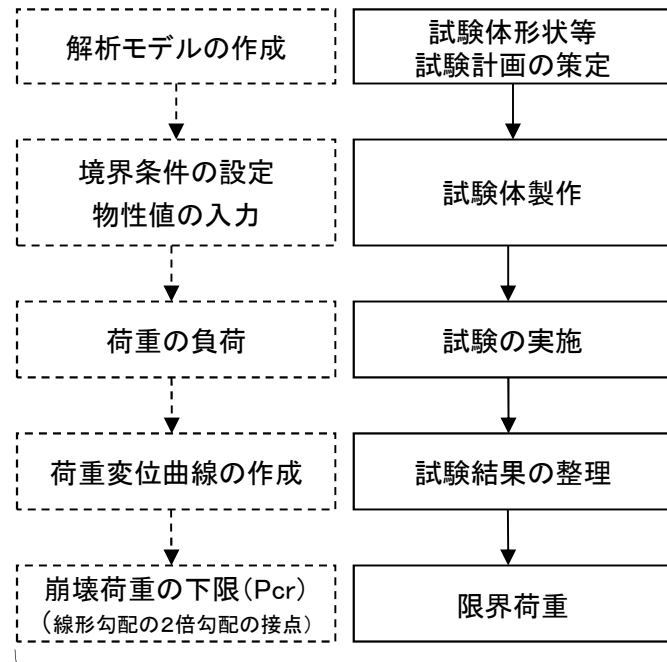 解析モデルの作成
境界条件の設定
物性値の入力
荷重の負荷
荷重変位曲線の作成
崩壊荷重の下限(Pcr)
(線形勾配の2倍勾配の接点)
試験体形状等
試験計画の策定
試験体製作
試験の実施
試験結果の整理
限界荷重